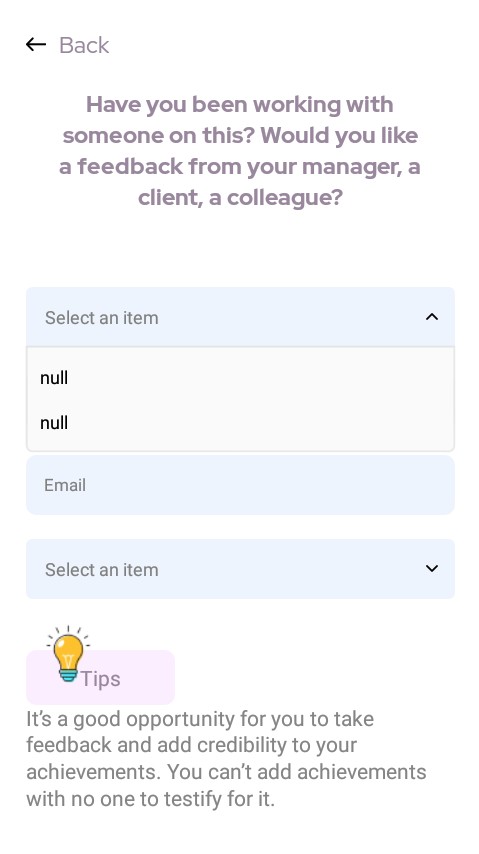 Back
Have you been working with
someone on this? Would you like
a feedback from your manager, a
client, a colleague?
Select an item
null
null
Email
Select an item
Tips
It's a good opportunity for you to take
feedback and add credibility to your
achievements. You can't add achievements
with no one to testify for it.